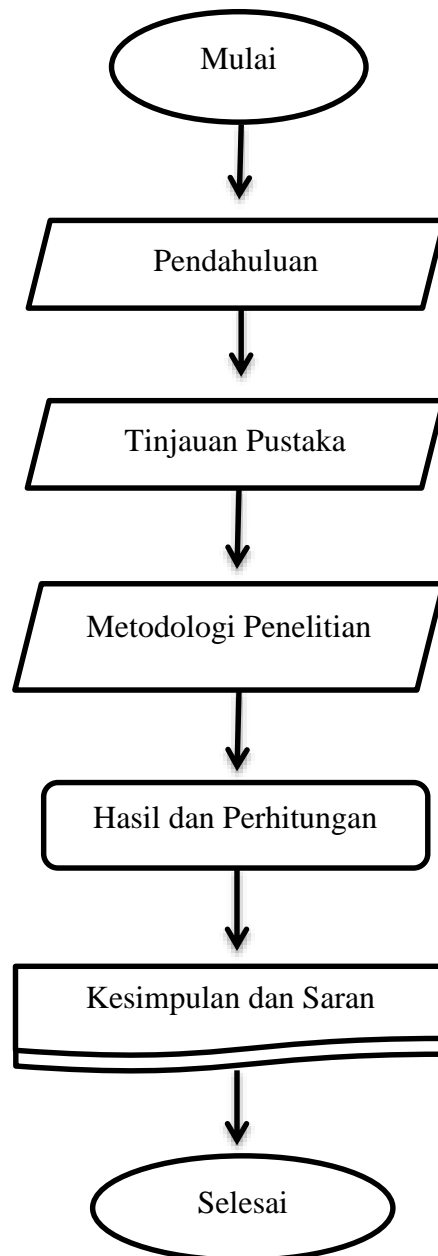 Mulai
Pendahuluan
Tinjauan Pustaka
Metodologi Penelitian
Hasil dan Perhitungan
Kesimpulan dan Saran
Selesai